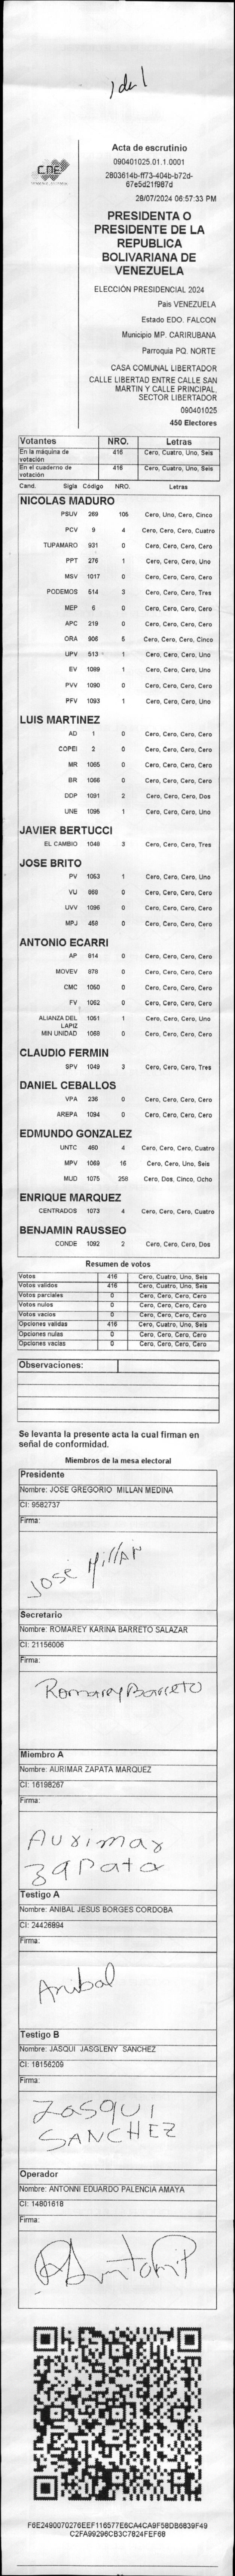 1 de 1
CNE
Acta de escrutinio
090401025.01.1.0001
2803614b-ff73-404b-b72d-
67e5d21f987d
28/07/2024 06:57:33 PM
PRESIDENTA O
PRESIDENTE DE LA
REPUBLICA
BOLIVARIANA DE
VENEZUELA
ELECCIÓN PRESIDENCIAL 2024
Pais VENEZUELA
Estado EDO. FALCON
Municipio MP. CARIRUBANA
Parroquia PQ. NORTE
CASA COMUNAL LIBERTADOR
CALLE LIBERTAD ENTRE CALLE SAN
MARTIN Y CALLE PRINCIPAL,
SECTOR LIBERTADOR
090401025
450 Electores
Votantes NRO. Letras
En la máquina de votación 416 Cero, Cuatro, Uno, Seis
En el cuaderno de votación 416 Cero, Cuatro, Uno, Seis
Cand. Sigla Código NRO. Letras
NICOLAS MADURO
PSUV 269 105 Cero, Uno, Cero, Cinco
PCV 9 4 Cero, Cero, Cero, Cuatro
TUPAMARO 931 0 Cero, Cero, Cero, Cero
PPT 276 1 Cero, Cero, Cero, Uno
MSV 1017 0 Cero, Cero, Cero, Cero
PODEMOS 514 3 Cero, Cero, Cero, Tres
MEP 6 0 Cero, Cero, Cero, Cero
APC 219 0 Cero, Cero, Cero, Cero
ORA 906 5 Cero, Cero, Cero, Cinco
UPV 513 1 Cero, Cero, Cero, Uno
EV 1089 1 Cero, Cero, Cero, Uno
PVV 1090 0 Cero, Cero, Cero, Cero
PFV 1093 1 Cero, Cero, Cero, Uno
LUIS MARTINEZ
AD 1 0 Cero, Cero, Cero, Cero
COPEI 2 0 Cero, Cero, Cero, Cero
MR 1065 0 Cero, Cero, Cero, Cero
BR 1066 0 Cero, Cero, Cero, Cero
DDP 1091 2 Cero, Cero, Cero, Dos
UNE 1095 1 Cero, Cero, Cero, Uno
JAVIER BERTUCCI
EL CAMBIO 1048 3 Cero, Cero, Cero, Tres
JOSE BRITO
PV 1053 1 Cero, Cero, Cero, Uno
VU 868 0 Cero, Cero, Cero, Cero
UVV 1096 0 Cero, Cero, Cero, Cero
MPJ 458 0 Cero, Cero, Cero, Cero
ANTONIO ECARRI
AP 814 0 Cero, Cero, Cero, Cero
MOVEV 878 0 Cero, Cero, Cero, Cero
CMC 1050 0 Cero, Cero, Cero, Cero
FV 1062 0 Cero, Cero, Cero, Cero
ALIANZA DEL LAPIZ 1061 1 Cero, Cero, Cero, Uno
MIN UNIDAD 1068 0 Cero, Cero, Cero, Cero
CLAUDIO FERMIN
SPV 1049 3 Cero, Cero, Cero, Tres
DANIEL CEBALLOS
VPA 236 0 Cero, Cero, Cero, Cero
AREPA 1094 0 Cero, Cero, Cero, Cero
EDMUNDO GONZALEZ
UNTC 460 4 Cero, Cero, Cero, Cuatro
MPV 1069 16 Cero, Cero, Uno, Seis
MUD 1075 258 Cero, Dos, Cinco, Ocho
ENRIQUE MARQUEZ
CENTRADOS 1073 4 Cero, Cero, Cero, Cuatro
BENJAMIN RAUSSEO
CONDE 1092 2 Cero, Cero, Cero, Dos
Resumen de votos
Votos 416 Cero, Cuatro, Uno, Seis
Votos validos 416 Cero, Cuatro, Uno, Seis
Votos parciales 0 Cero, Cero, Cero, Cero
Votos nulos 0 Cero, Cero, Cero, Cero
Votos vacios 0 Cero, Cero, Cero, Cero
Opciones validas 416 Cero, Cuatro, Uno, Seis
Opciones nulas 0 Cero, Cero, Cero, Cero
Opciones vacias 0 Cero, Cero, Cero, Cero
Observaciones:
Se levanta la presente acta la cual firman en
señal de conformidad.
Miembros de la mesa electoral
Presidente
Nombre: JOSE GREGORIO MILLAN MEDINA
CI: 9582737
Firma:
José Millán
Secretario
Nombre: ROMAREY KARINA BARRETO SALAZAR
CI: 21156006
Firma:
Romarey Barreto
Miembro A
Nombre: AURIMAR ZAPATA MARQUEZ
CI: 16198267
Firma:
Aurimar
Zapata
Testigo A
Nombre: ANIBAL JESUS BORGES CORDOBA
CI: 24426894
Firma:
Anibal
Testigo B
Nombre: JASQUI JASGLENY SANCHEZ
CI: 18156209
Firma:
Jasqui
SANCHEZ
Operador
Nombre: ANTONNI EDUARDO PALENCIA AMAYA
CI: 14801618
Firma:
F6E2490070276EEF116577E6CA4CA9F56DB6839F49
C2FA99296CB3C7824FEF68